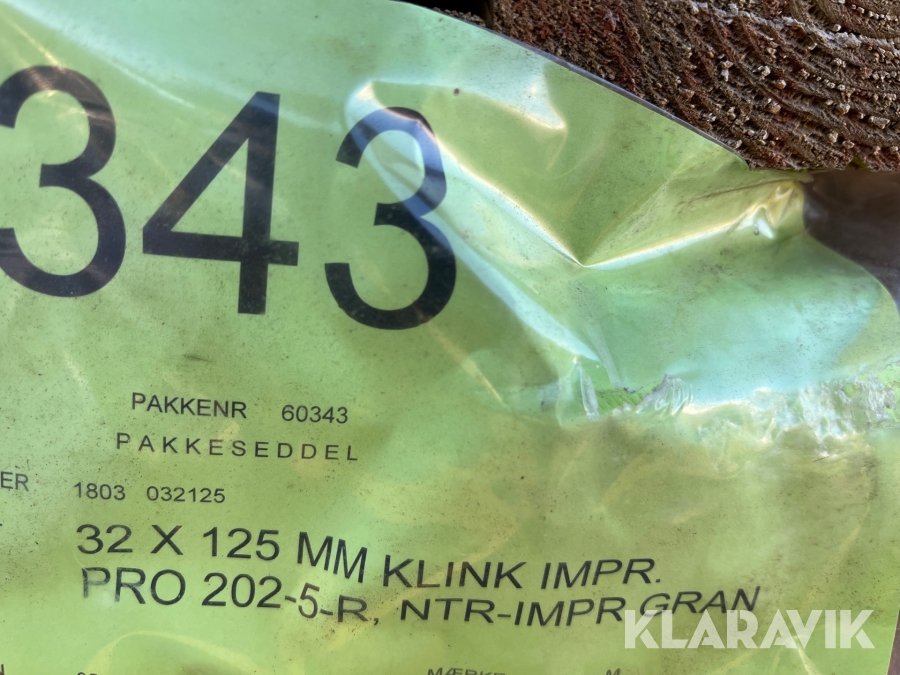 343
PAKKENR 60343
PAKKESEDDEL
ER 1803 032125
32 X 125 MM KLINK IMPR.
PRO 202-5-R, NTR-IMPR.GRAN
KLARAVIK